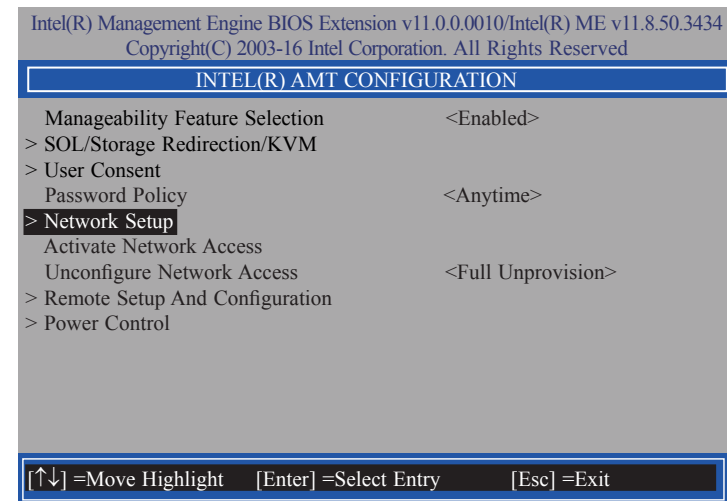 Intel(R) Management Engine BIOS Extension v11.0.0.0010/Intel(R) ME v11.8.50.3434
Copyright(C) 2003-16 Intel Corporation. All Rights Reserved
INTEL(R) AMT CONFIGURATION
Manageability Feature Selection <Enabled>
> SOL/Storage Redirection/KVM
> User Consent
Password Policy <Anytime>
> Network Setup
Activate Network Access
Unconfigure Network Access <Full Unprovision>
> Remote Setup And Configuration
> Power Control
[↑↓] =Move Highlight [Enter] =Select Entry [Esc] =Exit